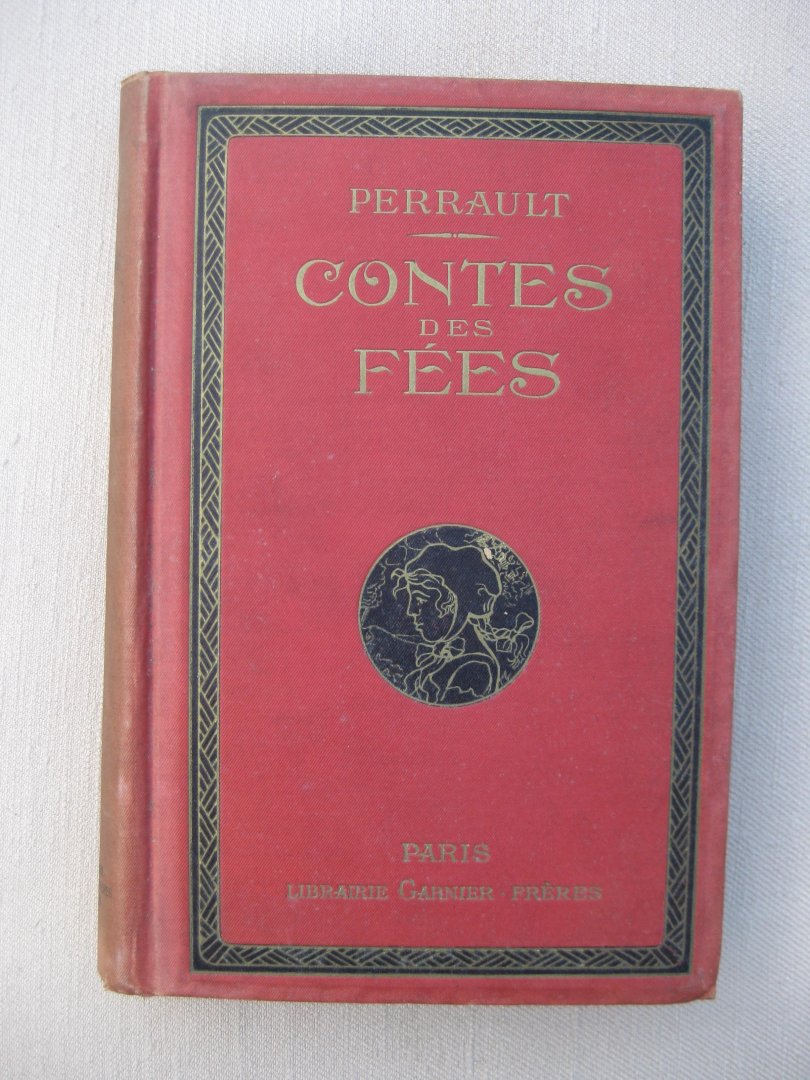 PERRAULT
CONTES
DES
FÉES
PARIS
LIBRAIRIE GARNIER · FRÈRES